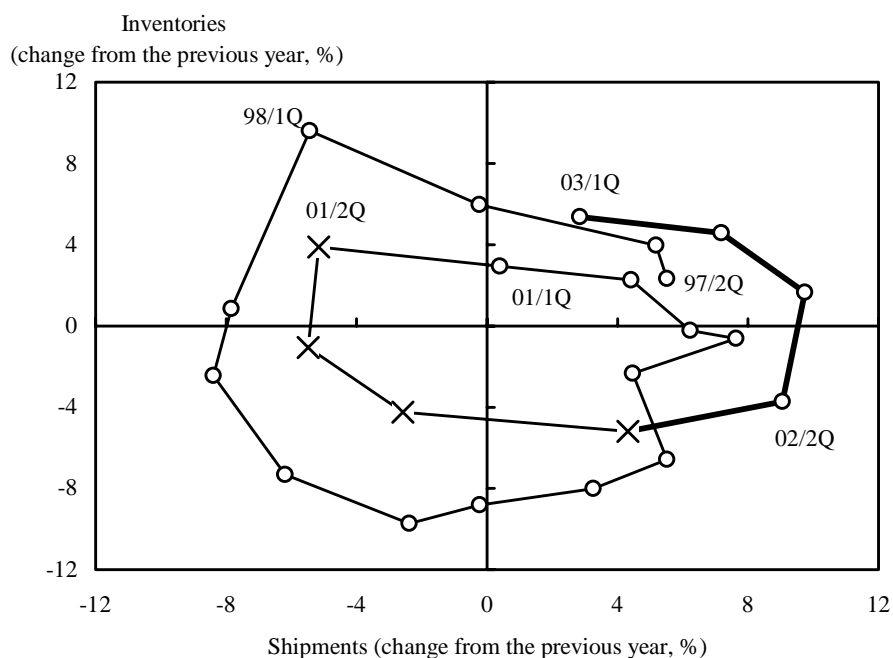 Inventories
(change from the previous year, %)
12
98/1Q
8
03/1Q
01/2Q
4
97/2Q
01/1Q
0
-4
02/2Q
-8
-12
-12 -8 -4 0 4 8 12
Shipments (change from the previous year, %)